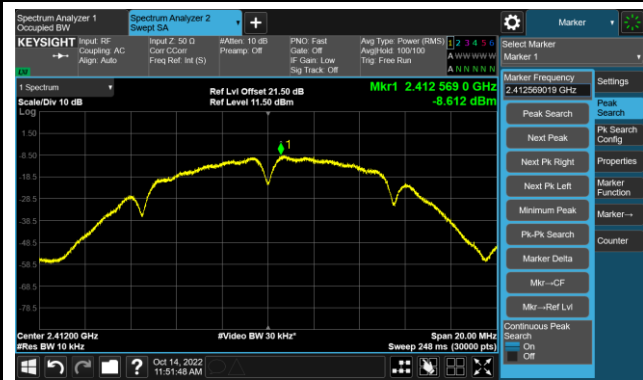 Spectrum Analyzer 1
Occupied BW
Spectrum Analyzer 2
Swept SA
Marker
KEYSIGHT
Input: RF
Coupling: AC
Align: Auto
Input Z: 50 Ω
Corr CCorr
Freq Ref: Int (S)
#Atten: 10 dB
Preamp: Off
PNO: Fast
Gate: Off
IF Gain: Low
Sig Track: Off
Avg Type: Power (RMS)
Avg|Hold: 100/100
Trig: Free Run
1 2 3 4 5 6
A W W W W W
A N N N N N
LV
Select Marker
Marker 1
1 Spectrum
Scale/Div 10 dB
Log
Ref Lvl Offset 21.50 dB
Ref Level 11.50 dBm
Mkr1 2.412 569 0 GHz
-8.612 dBm
1
1.50
-8.50
-18.5
-28.5
-38.5
-48.5
-58.5
-68.5
-78.5
Center 2.41200 GHz
#Res BW 10 kHz
#Video BW 30 kHz*
Span 20.00 MHz
Sweep 248 ms (30000 pts)
Marker Frequency
2.412569019 GHz
Peak Search
Next Peak
Next Pk Right
Next Pk Left
Minimum Peak
Pk-Pk Search
Marker Delta
Mkr→CF
Mkr→Ref Lvl
Continuous Peak
Search
On
Off
Settings
Peak
Search
Pk Search
Config
Properties
Marker
Function
Marker→
Counter
?
Oct 14, 2022
11:51:48 AM